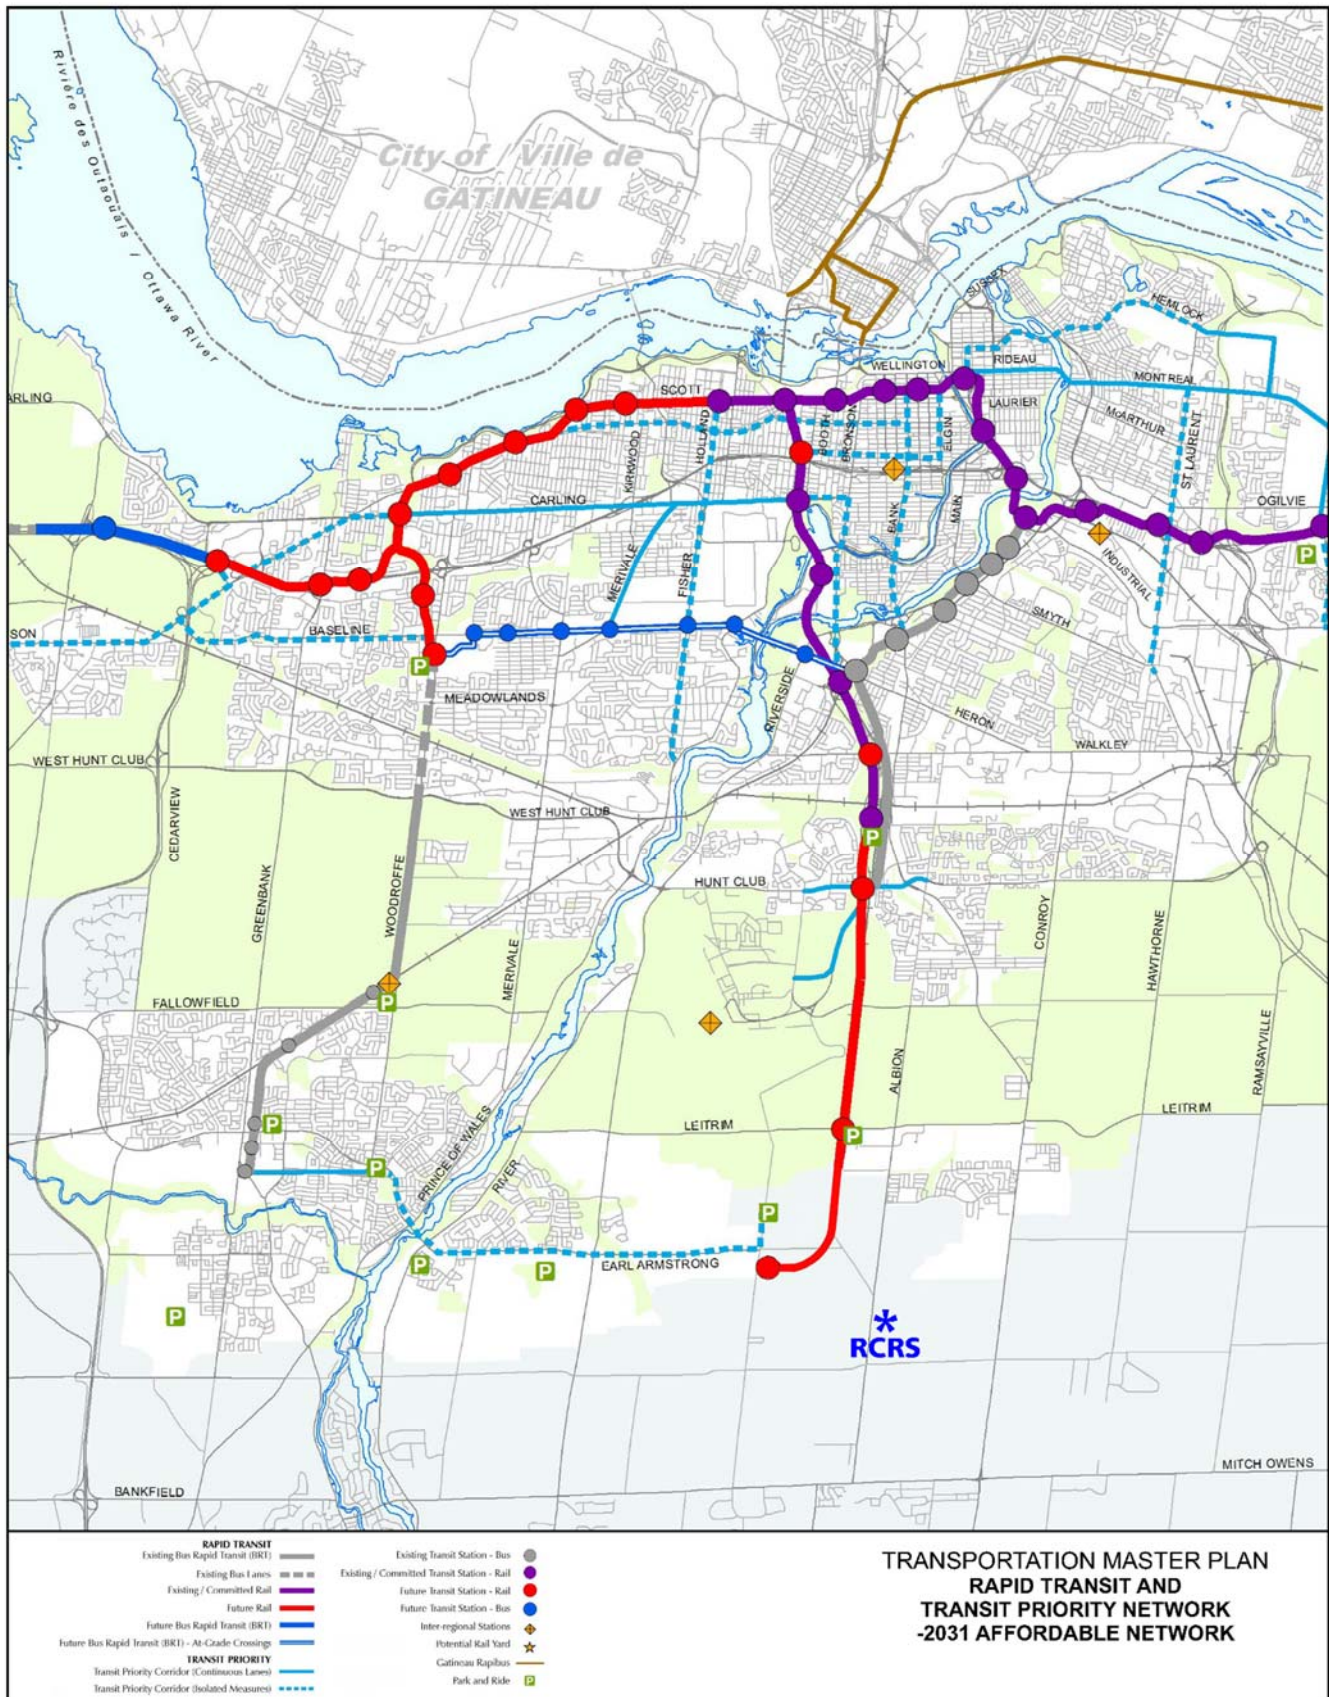 Rivière des Outaouais / Ottawa River
City of / Ville de
GATINEAU
SUSSEX
HEMLOCK
WELLINGTON
RIDEAU
MONTREAL
SCOTT
ARLING
LAURIER
McARTHUR
HOLLAND
BOOTH
BRONSON
ELGIN
ST. LAURENT
KIRKWOOD
CARLING
BANK
MAIN
OGILVIE
MERIVALE
FISHER
INDUSTRIAL
SMYTH
SON
BASELINE
MEADOWLANDS
RIVERSIDE
HERON
WALKLEY
WEST HUNT CLUB
CEDARVIEW
WEST HUNT CLUB
P
P
P
GREENBANK
WOODROFFE
HUNT CLUB
MERIVALE
CONROY
HAWTHORNE
FALLOWFIELD
P
RAMSAYVILLE
ALBION
P
LEITRIM
P
LEITRIM
P
PRINCE OF WALES
RIVER
P
EARL ARMSTRONG
P
P
P
*
RCRS
BANKFIELD
MITCH OWENS
RAPID TRANSIT
Existing Bus Rapid Transit (BRT)
Existing Bus Lanes
Existing / Committed Rail
Future Rail
Future Bus Rapid Transit (BRT)
Future Bus Rapid Transit (BRT) - At-Grade Crossings
TRANSIT PRIORITY
Transit Priority Corridor (Continuous Lanes)
Transit Priority Corridor (Isolated Measures)
Existing Transit Station - Bus
Existing / Committed Transit Station - Rail
Future Transit Station - Rail
Future Transit Station - Bus
Inter-regional Stations
Potential Rail Yard
Gatineau Rapibus
Park and Ride P
TRANSPORTATION MASTER PLAN
RAPID TRANSIT AND
TRANSIT PRIORITY NETWORK
-2031 AFFORDABLE NETWORK